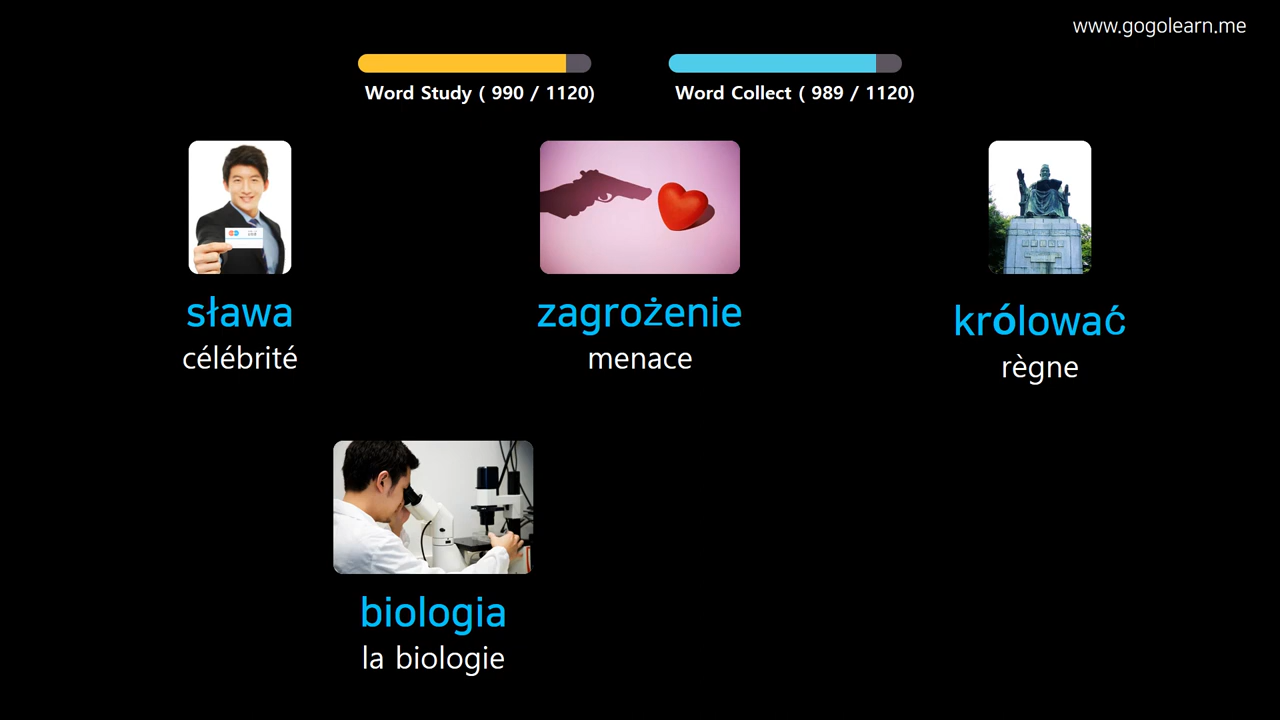 www.gogolearn.me
Word Study ( 990 / 1120)
Word Collect ( 989 / 1120)
sława
célébrité
zagrożenie
menace
królować
règne
biologia
la biologie